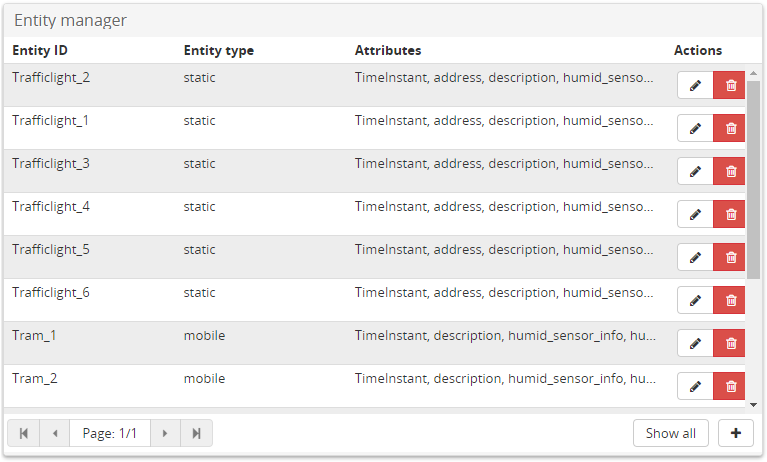 Entity manager
Entity ID Entity type Attributes Actions
Trafficlight_2 static TimeInstant, address, description, humid_senso...
Trafficlight_1 static TimeInstant, address, description, humid_senso...
Trafficlight_3 static TimeInstant, address, description, humid_senso...
Trafficlight_4 static TimeInstant, address, description, humid_senso...
Trafficlight_5 static TimeInstant, address, description, humid_senso...
Trafficlight_6 static TimeInstant, address, description, humid_senso...
Tram_1 mobile TimeInstant, description, humid_sensor_info, hu...
Tram_2 mobile TimeInstant, description, humid_sensor_info, hu...
Page: 1/1 Show all +